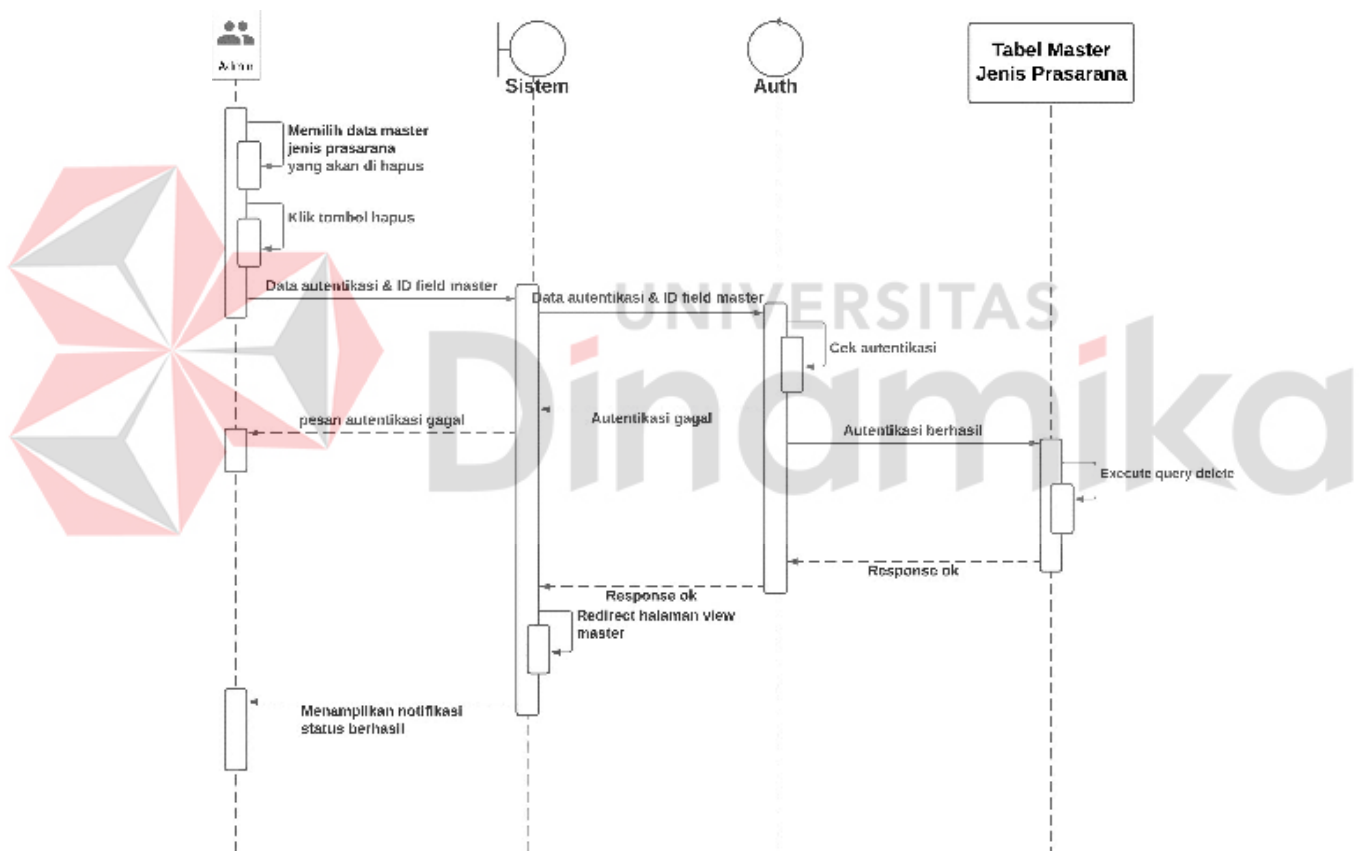 Admin
Sistem
Auth
Tabel Master
Jenis Prasarana
Memilih data master
jenis prasarana
yang akan di hapus
Klik tombol hapus
Data autentikasi & ID field master
Data autentikasi & ID field master
UNIVERSITAS
Dinamika
Cek autentikasi
pesan autentikasi gagal
Autentikasi gagal
Autentikasi berhasil
Execute query delete
Response ok
Response ok
Redirect halaman view
master
Menampilkan notifikasi
status berhasil